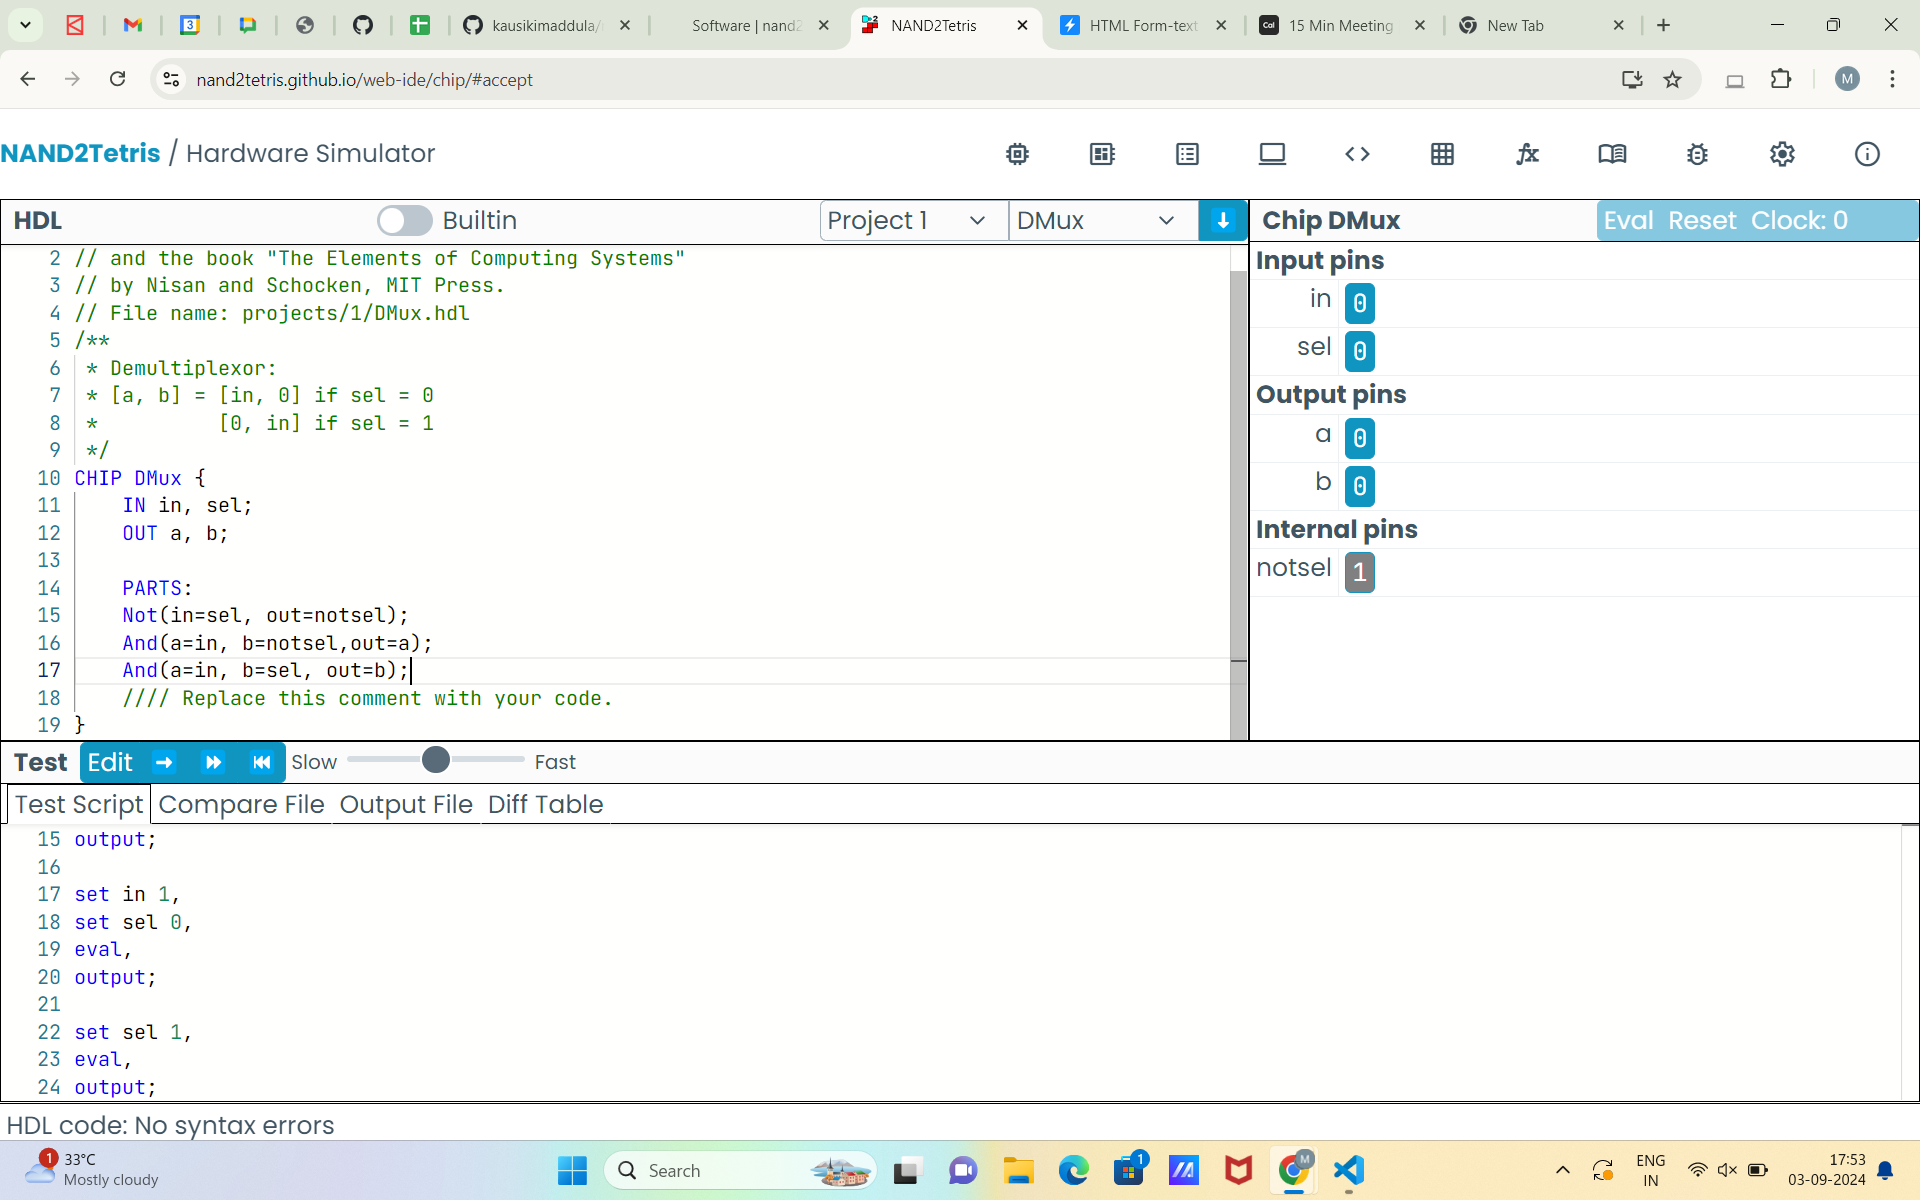 kausikimaddula/
Software | nand2
NAND2Tetris
HTML Form-text
Cal
15 Min Meeting
New Tab
nand2tetris.github.io/web-ide/chip/#accept
M
NAND2Tetris / Hardware Simulator
HDL
Builtin
Project 1
DMux
Chip DMux
Eval Reset Clock: 0
2 // and the book "The Elements of Computing Systems"
3 // by Nisan and Schocken, MIT Press.
4 // File name: projects/1/DMux.hdl
5 /**
6 * Demultiplexor:
7 * [a, b] = [in, 0] if sel = 0
8 * [0, in] if sel = 1
9 */
10 CHIP DMux {
11 IN in, sel;
12 OUT a, b;
13
14 PARTS:
15 Not(in=sel, out=notsel);
16 And(a=in, b=notsel,out=a);
17 And(a=in, b=sel, out=b);
18 //// Replace this comment with your code.
19 }
Input pins
in 0
sel 0
Output pins
a 0
b 0
Internal pins
notsel 1
Test Edit Slow Fast
Test Script Compare File Output File Diff Table
15 output;
16
17 set in 1,
18 set sel 0,
19 eval,
20 output;
21
22 set sel 1,
23 eval,
24 output;
HDL code: No syntax errors
1
33°C
Mostly cloudy
Search
1
M
ENG
IN
17:53
03-09-2024